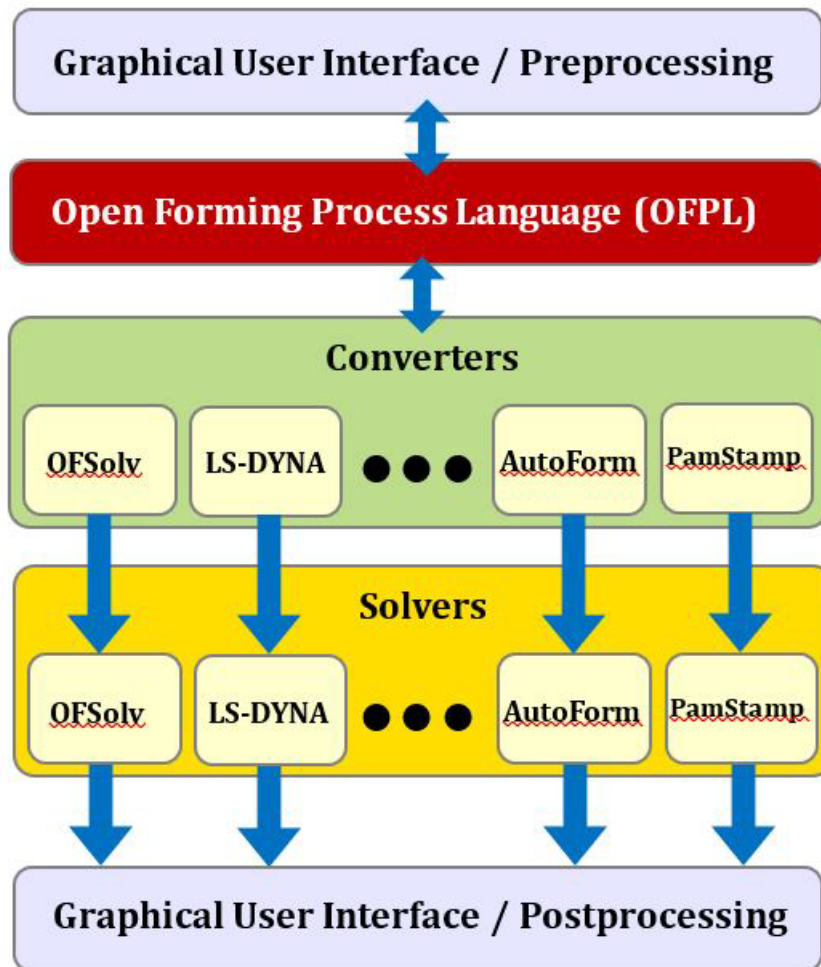 Graphical User Interface / Preprocessing
Open Forming Process Language (OFPL)
Converters
OFSolv LS-DYNA AutoForm PamStamp
Solvers
OFSolv LS-DYNA AutoForm PamStamp
Graphical User Interface / Postprocessing